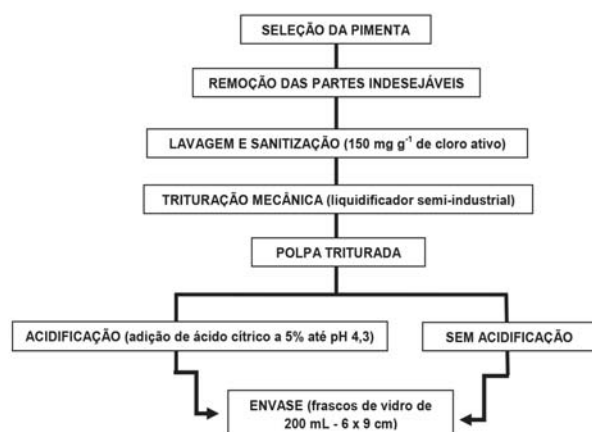 SELEÇÃO DA PIMENTA
REMOÇÃO DAS PARTES INDESEJÁVEIS
LAVAGEM E SANITIZAÇÃO (150 mg g⁻¹ de cloro ativo)
TRITURAÇÃO MECÂNICA (liquidificador semi-industrial)
POLPA TRITURADA
ACIDIFICAÇÃO (adição de ácido cítrico a 5% até pH 4,3)
SEM ACIDIFICAÇÃO
ENVASE (frascos de vidro de
200 mL - 6 x 9 cm)